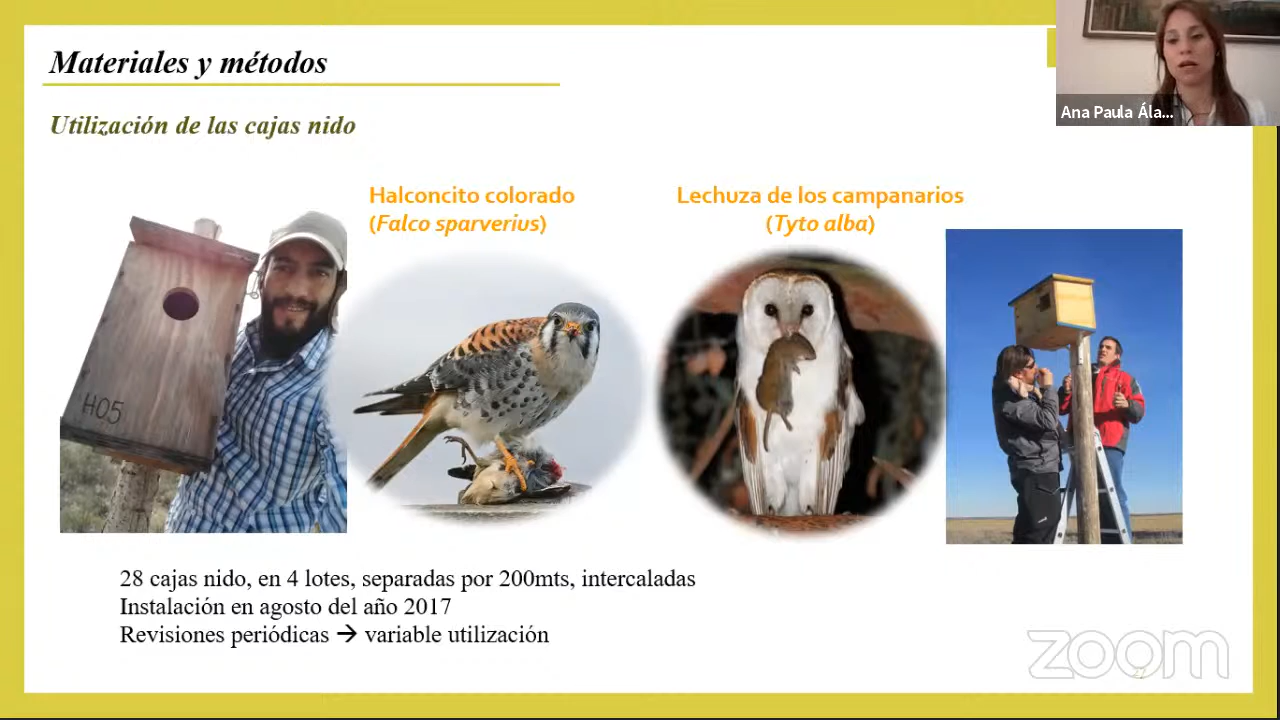 Materiales y métodos
Ana Paula Ála...
Utilización de las cajas nido
Halconcito colorado
(Falco sparverius)
Lechuza de los campanarios
(Tyto alba)
H05
28 cajas nido, en 4 lotes, separadas por 200mts, intercaladas
Instalación en agosto del año 2017
Revisiones periódicas → variable utilización
zoom